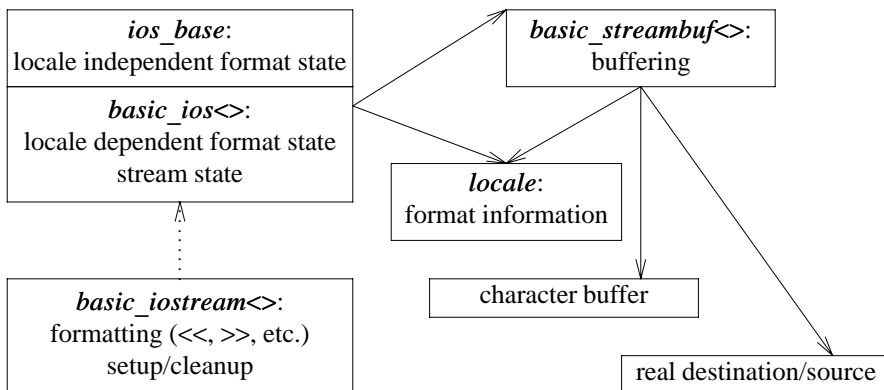 ios_base:
locale independent format state
basic_ios<>:
locale dependent format state
stream state
basic_streambuf<>:
buffering
locale:
format information
character buffer
basic_iostream<>:
formatting (<<, >>, etc.)
setup/cleanup
real destination/source